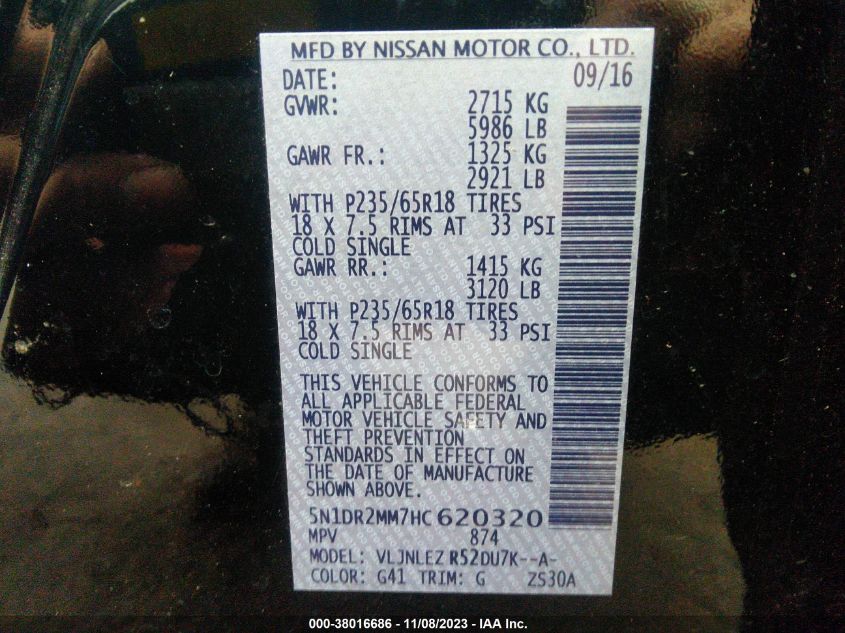 MFD BY NISSAN MOTOR CO., LTD.
DATE: 09/16
GVWR: 2715 KG
5986 LB
GAWR FR.: 1325 KG
2921 LB
WITH P235/65R18 TIRES
18 X 7.5 RIMS AT 33 PSI
COLD SINGLE
GAWR RR.: 1415 KG
3120 LB
WITH P235/65R18 TIRES
18 X 7.5 RIMS AT 33 PSI
COLD SINGLE
THIS VEHICLE CONFORMS TO
ALL APPLICABLE FEDERAL
MOTOR VEHICLE SAFETY AND
THEFT PREVENTION
STANDARDS IN EFFECT ON
THE DATE OF MANUFACTURE
SHOWN ABOVE.
5N1DR2MM7HC 620320
MPV 874
MODEL: VLJNLEZ R52DU7K--A-
COLOR: G41 TRIM: G ZS30A
000-38016686 - 11/08/2023 - IAA Inc.